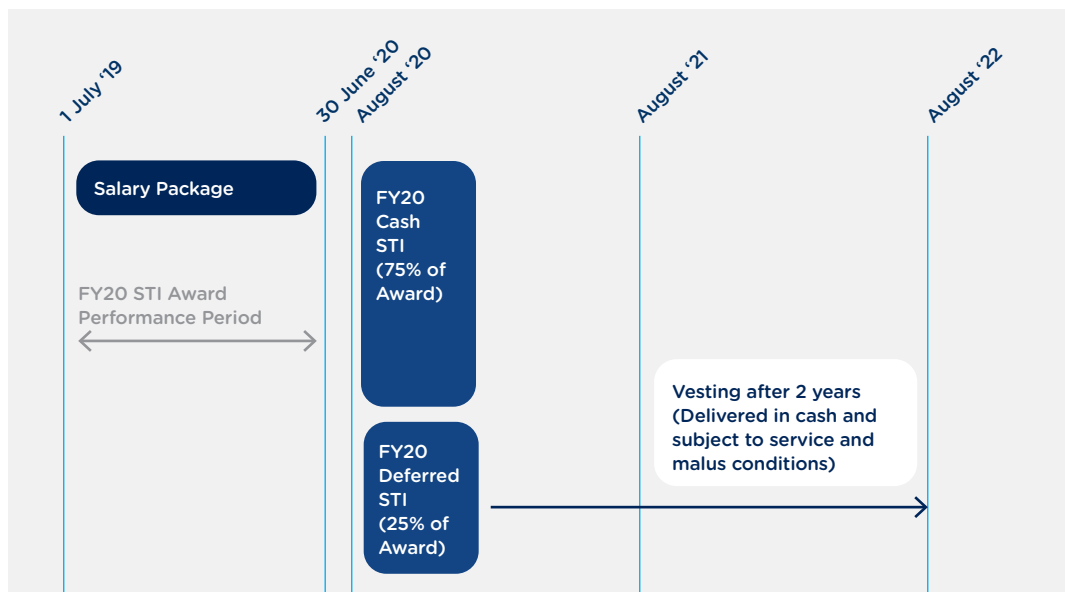 1 July ‘19
30 June ‘20
August ‘20
August ‘21
August ‘22
Salary Package
FY20 STI Award
Performance Period
FY20
Cash
STI
(75% of
Award)
FY20
Deferred
STI
(25% of
Award)
Vesting after 2 years
(Delivered in cash and
subject to service and
malus conditions)